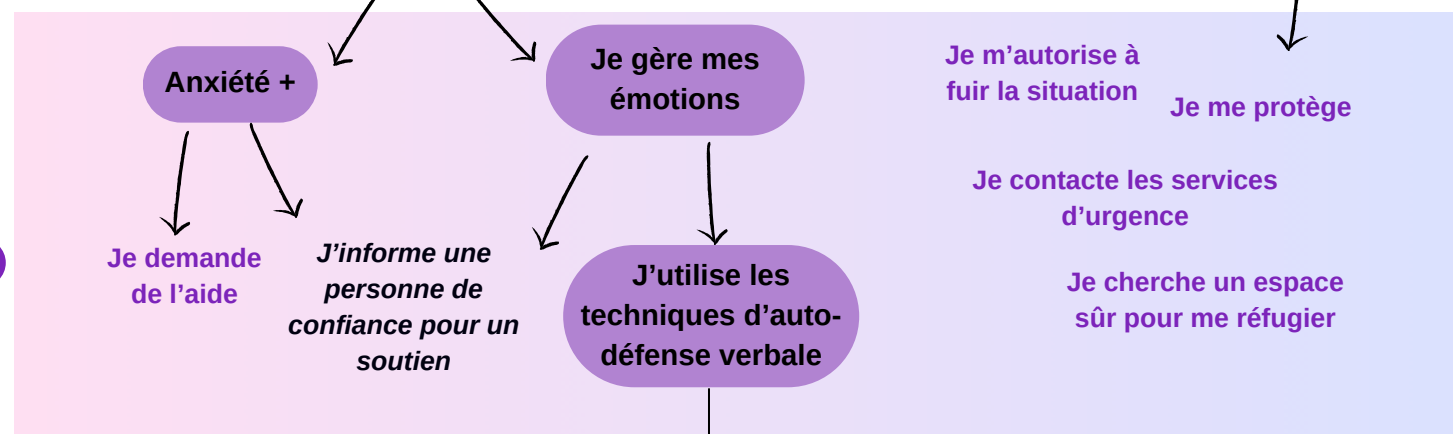 Anxiété +
Je gère mes
émotions
Je m’autorise à
fuir la situation
Je me protège
Je contacte les services
d’urgence
Je demande
de l’aide
J’informe une
personne de
confiance pour un
soutien
J’utilise les
techniques d’auto-
défense verbale
Je cherche un espace
sûr pour me réfugier